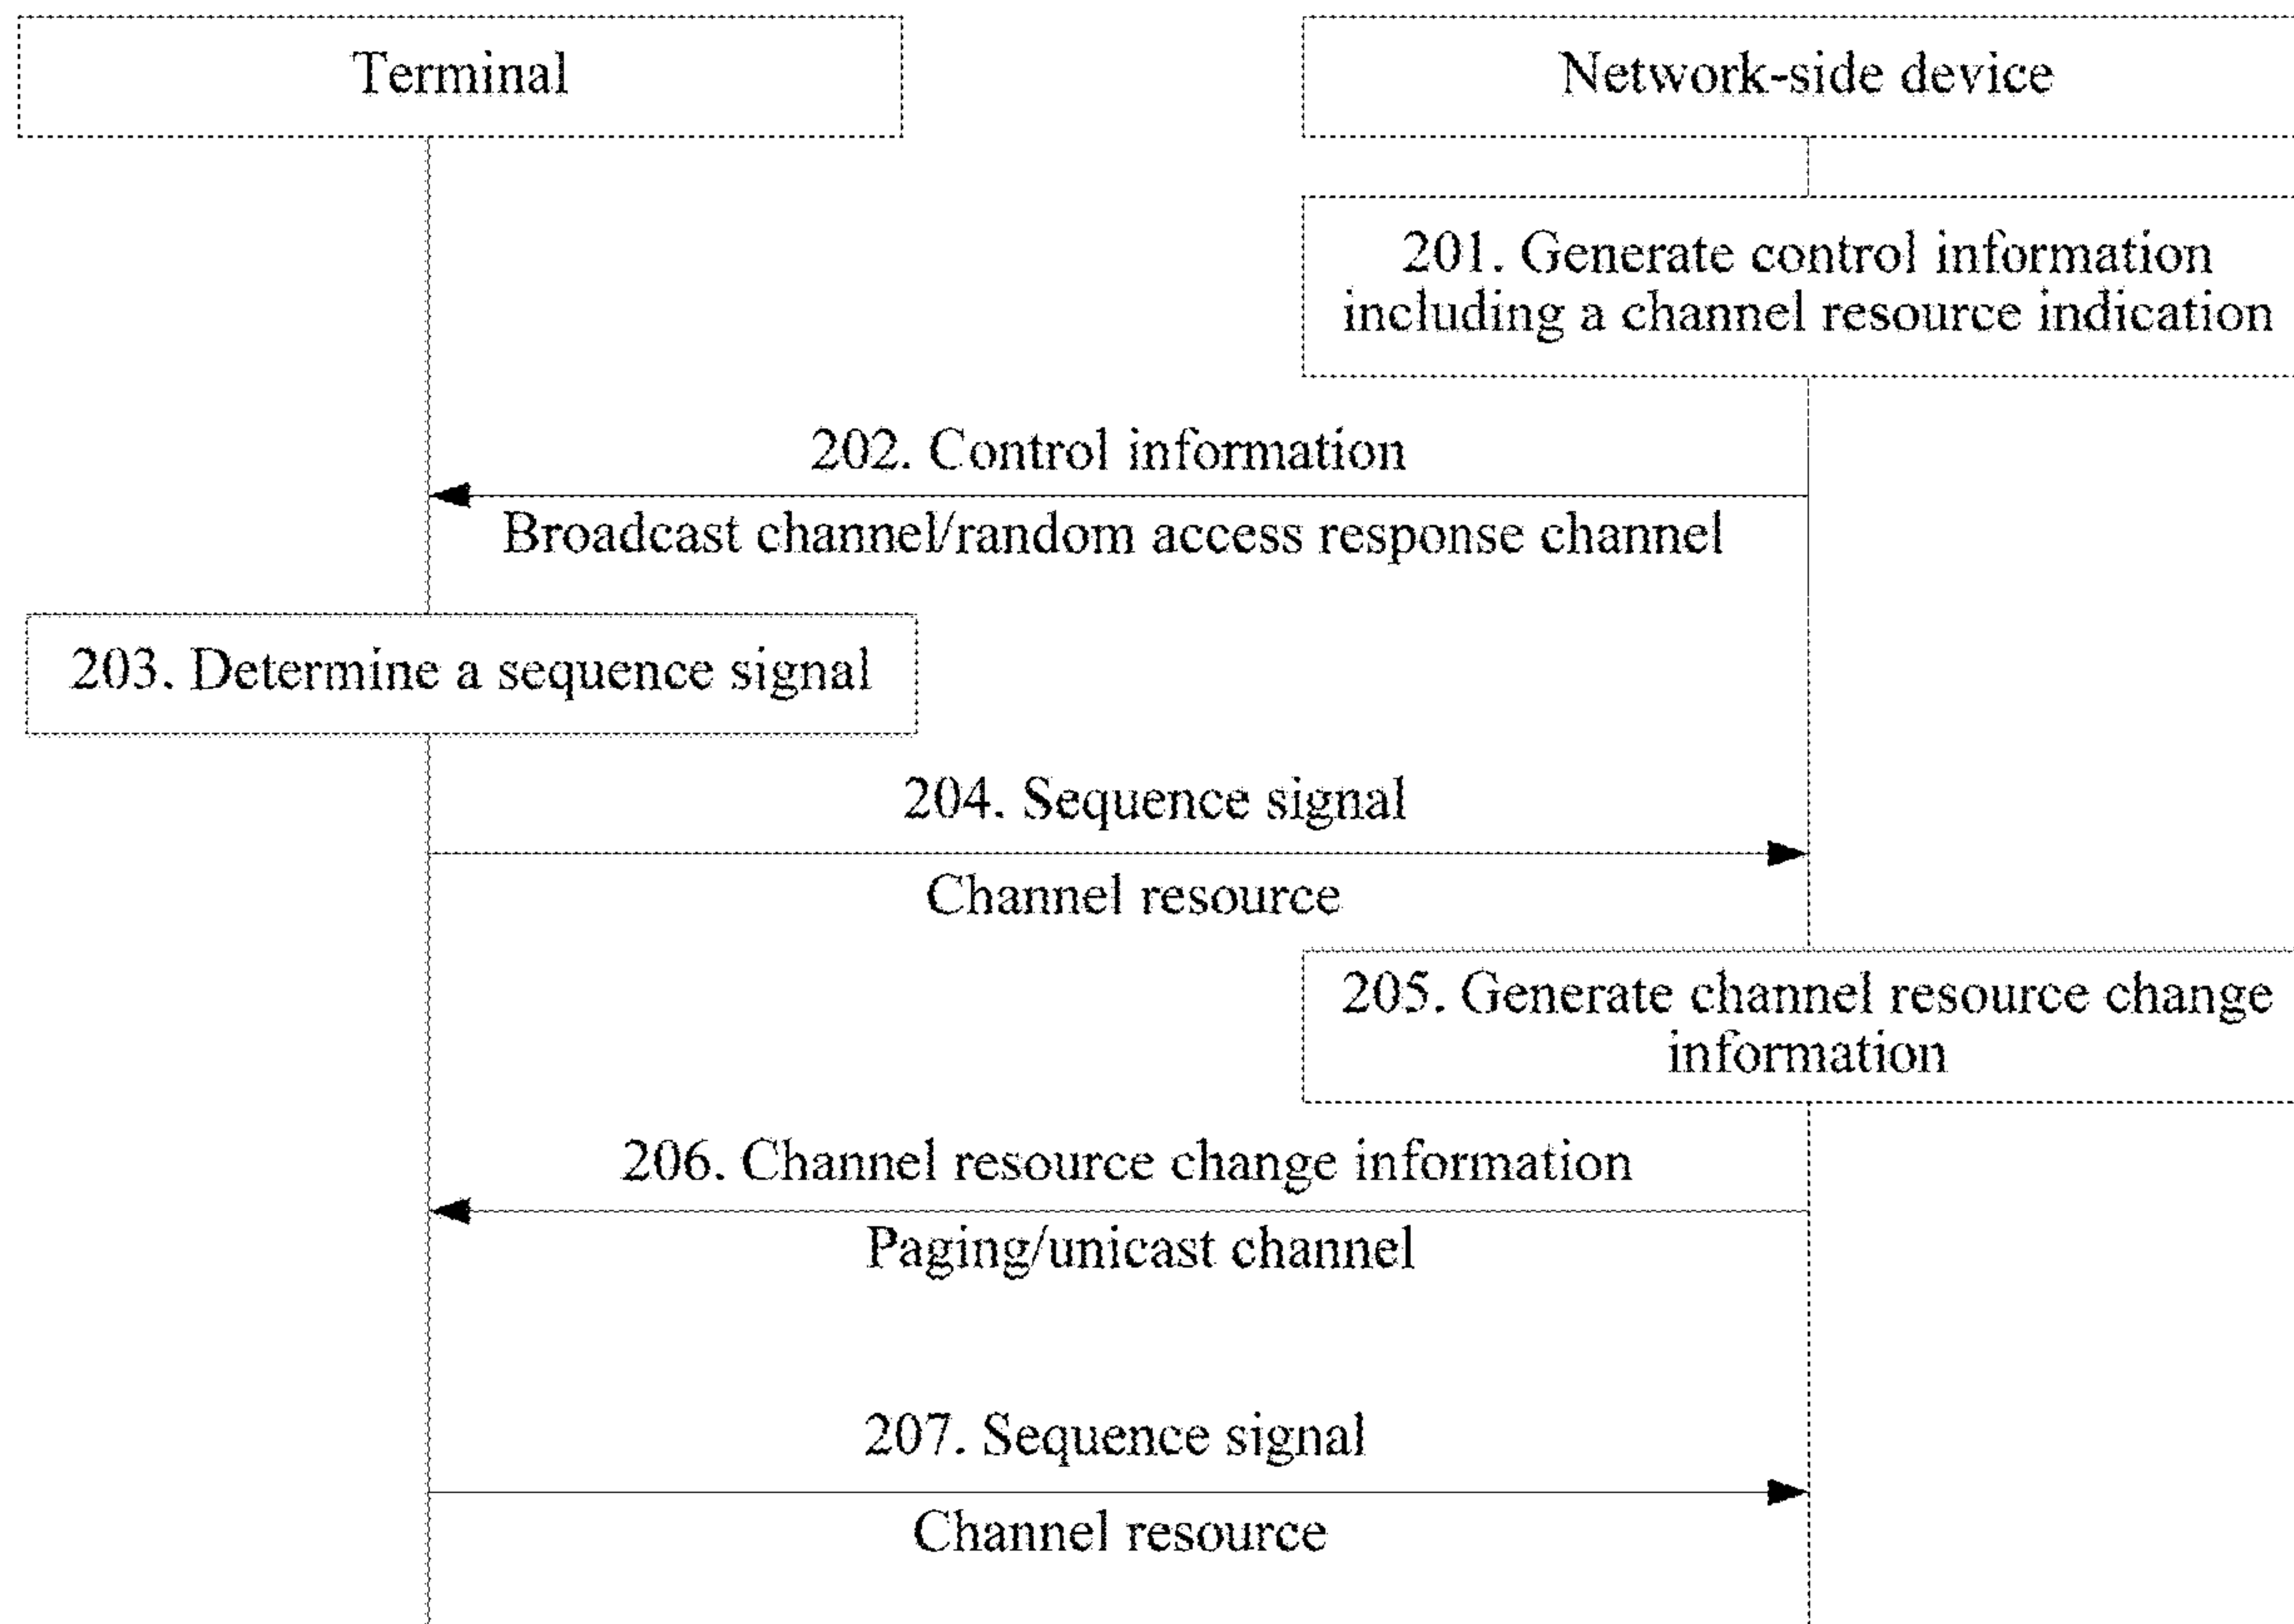 Terminal
Network-side device
201. Generate control information
including a channel resource indication
202. Control information
Broadcast channel/random access response channel
203. Determine a sequence signal
204. Sequence signal
Channel resource
205. Generate channel resource change
information
206. Channel resource change information
Paging/unicast channel
207. Sequence signal
Channel resource